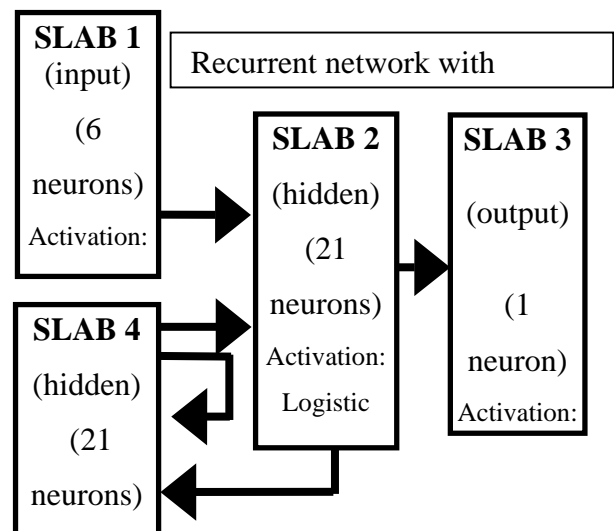 SLAB 1
(input)
(6
neurons)
Activation:
Recurrent network with
SLAB 2
(hidden)
(21
neurons)
Activation:
Logistic
SLAB 3
(output)
(1
neuron)
Activation:
SLAB 4
(hidden)
(21
neurons)